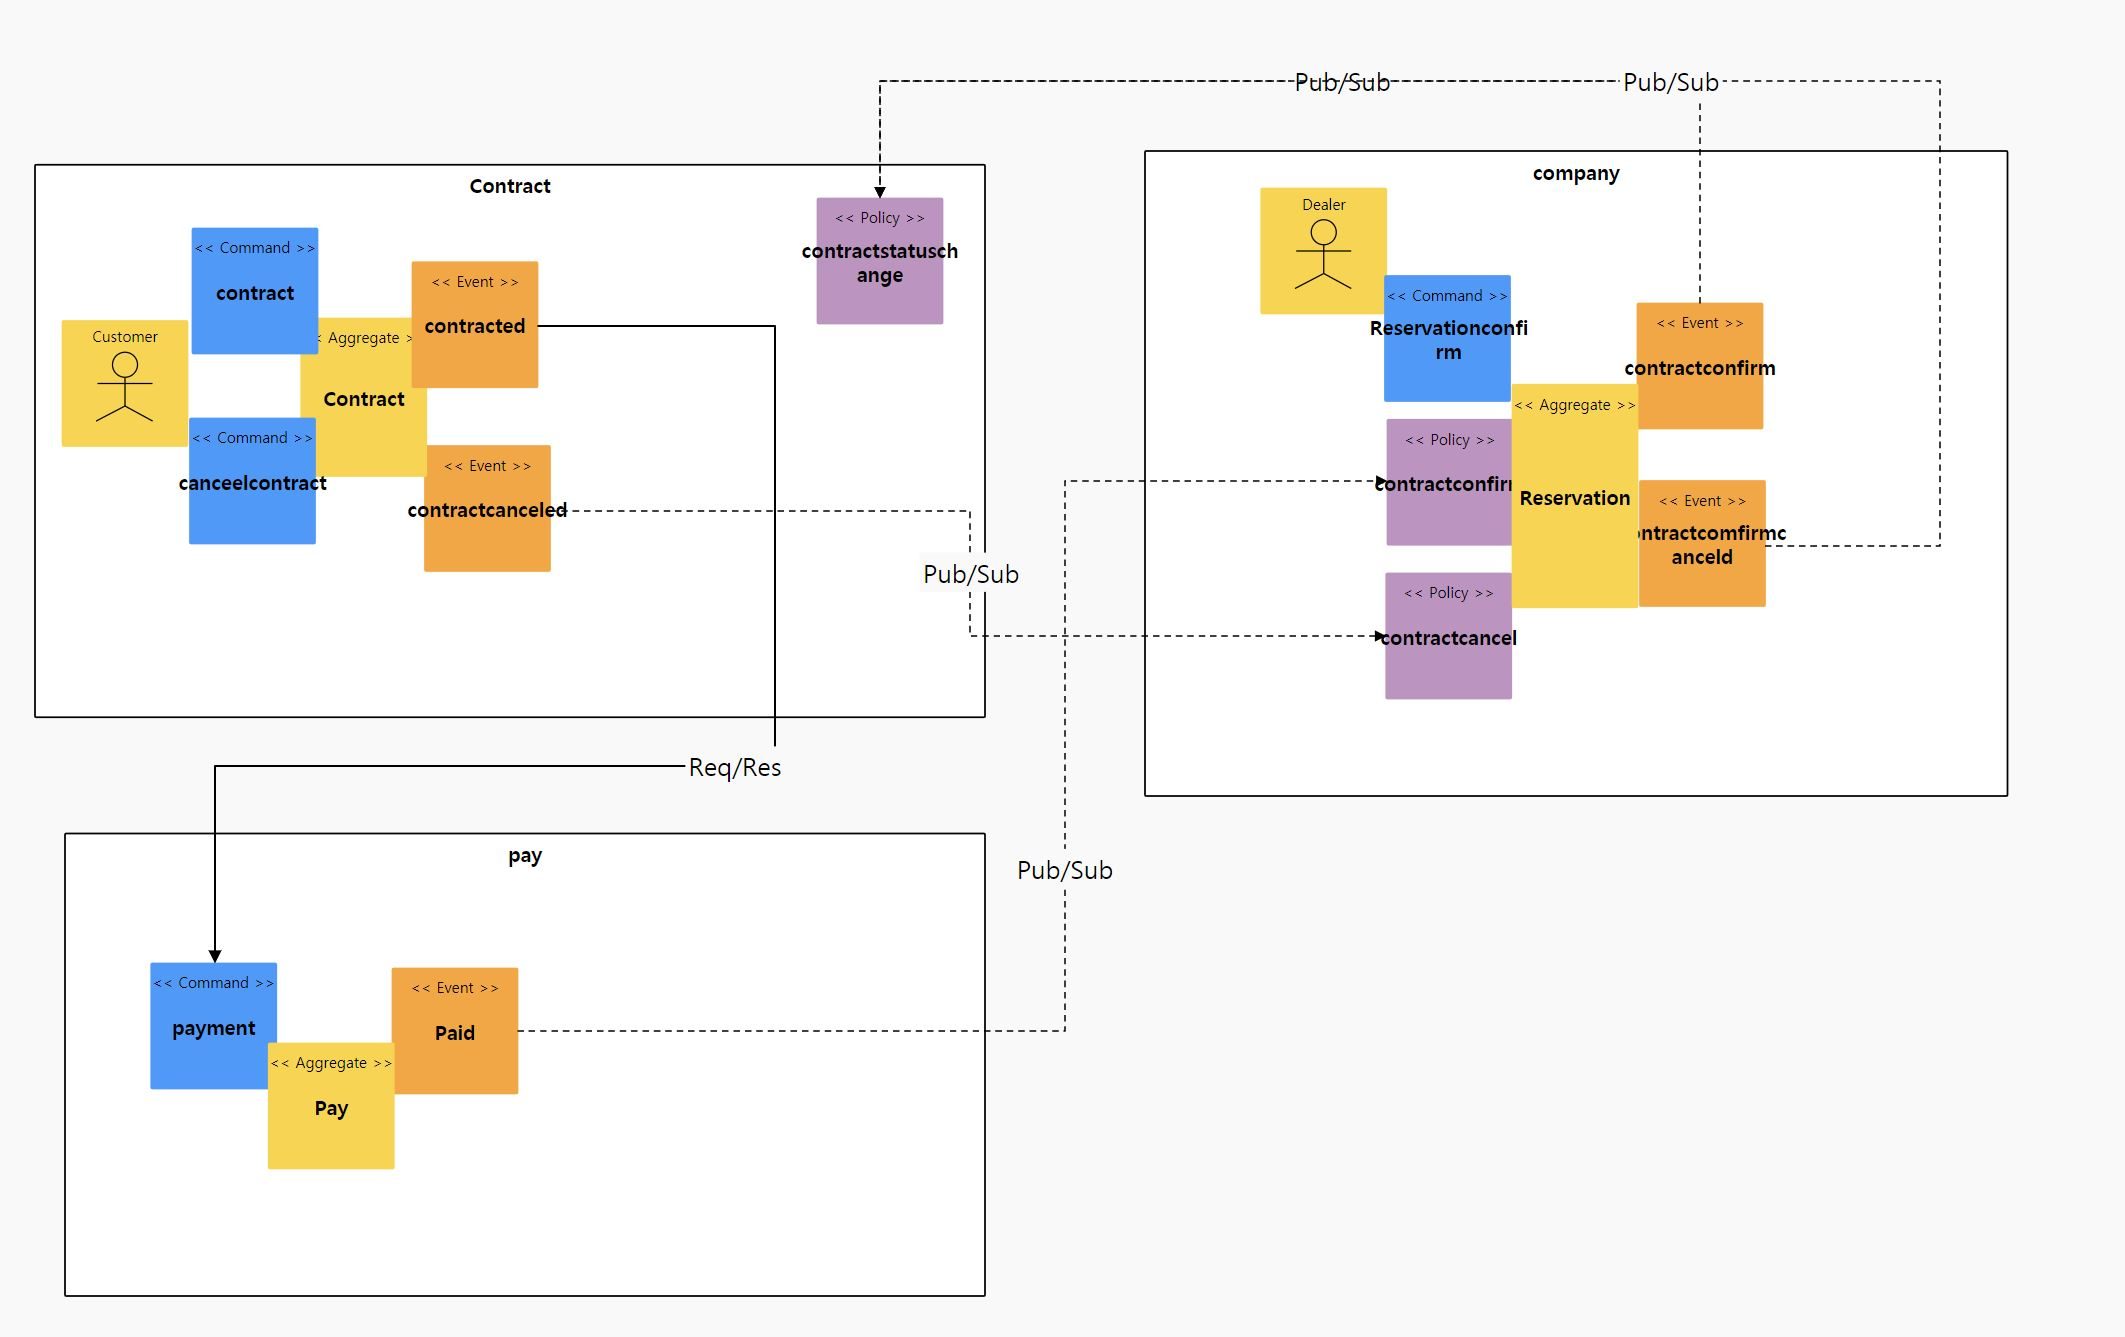 Pub/Sub
Pub/Sub
Contract
<< Policy >>
contractstatusch
ange
<< Command >>
contract
<< Event >>
contracted
Customer
Aggregate
Contract
<< Command >>
canceelcontract
<< Event >>
contractcanceled
Pub/Sub
company
Dealer
<< Command >>
Reservationconfi
rm
<< Event >>
contractconfirm
<< Policy >>
contractconfir
<< Aggregate >>
Reservation
<< Event >>
ntractcomfirmc
anceld
<< Policy >>
contractcancel
Req/Res
pay
Pub/Sub
<< Command >>
payment
<< Event >>
Paid
<< Aggregate >>
Pay